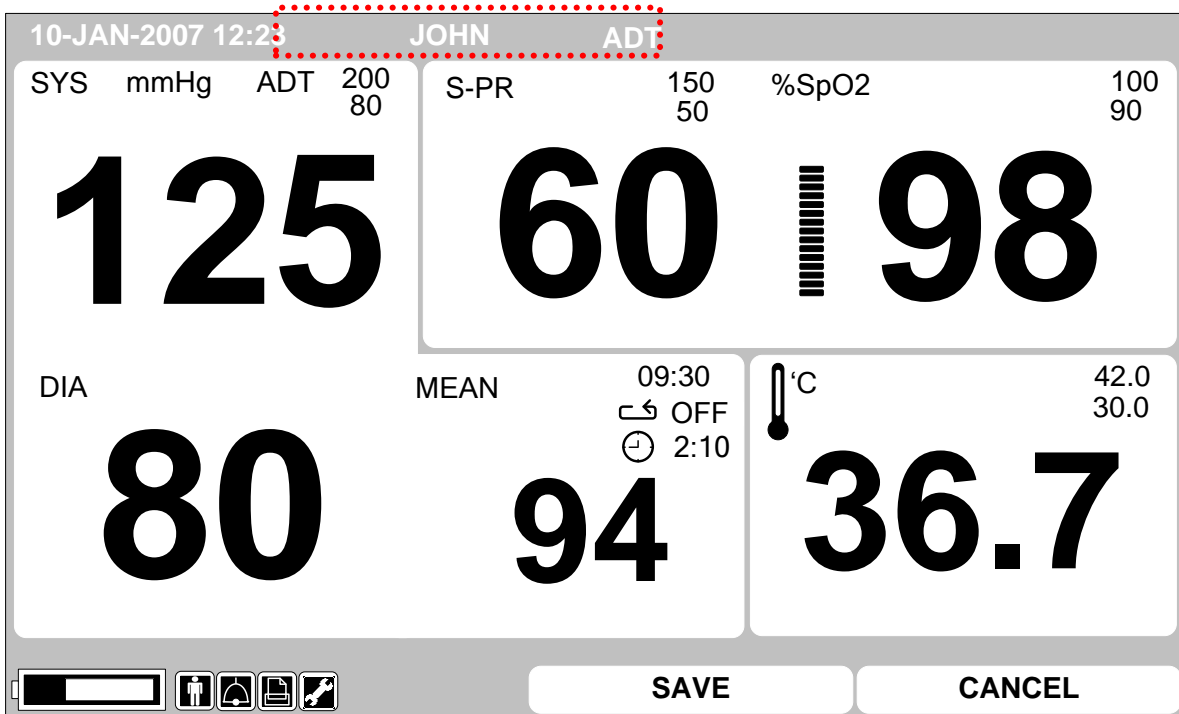 10-JAN-2007 12:23 JOHN ADT
SYS mmHg ADT 200
80
125
S-PR 150
50
60
%SpO2 100
90
98
DIA
80
MEAN 09:30
OFF
2:10
94
‘C 42.0
30.0
36.7
SAVE CANCEL